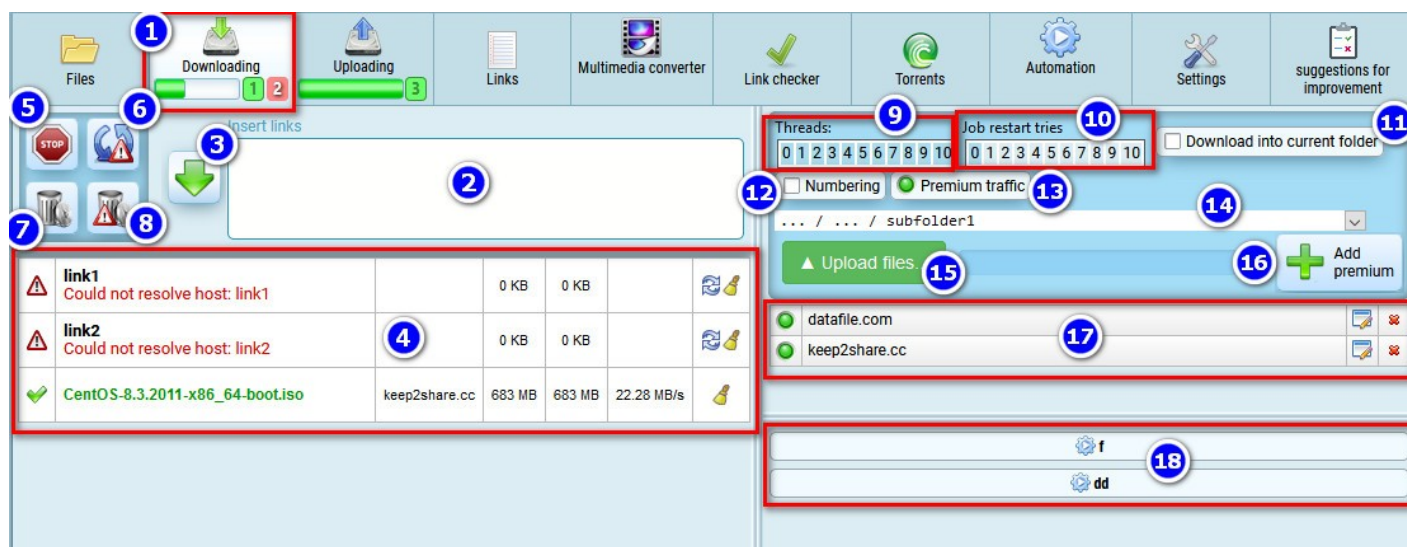 Files
1
Downloading
1 2
Uploading
3
Links
Multimedia converter
Link checker
Torrents
Automation
Settings
suggestions for
improvement
5
6
STOP
7
8
3
Insert links
2
Threads:
9
0 1 2 3 4 5 6 7 8 9 10
Job restart tries
10
0 1 2 3 4 5 6 7 8 9 10
11
Download into current folder
12
Numbering
Premium traffic
13
14
... / ... / subfolder1
▲ Upload files.
15
16
Add
premium
link1
Could not resolve host: link1
0 KB
0 KB
link2
Could not resolve host: link2
4
0 KB
0 KB
CentOS-8.3.2011-x86_64-boot.iso
keep2share.cc
683 MB
683 MB
22.28 MB/s
datafile.com
17
keep2share.cc
f
18
dd